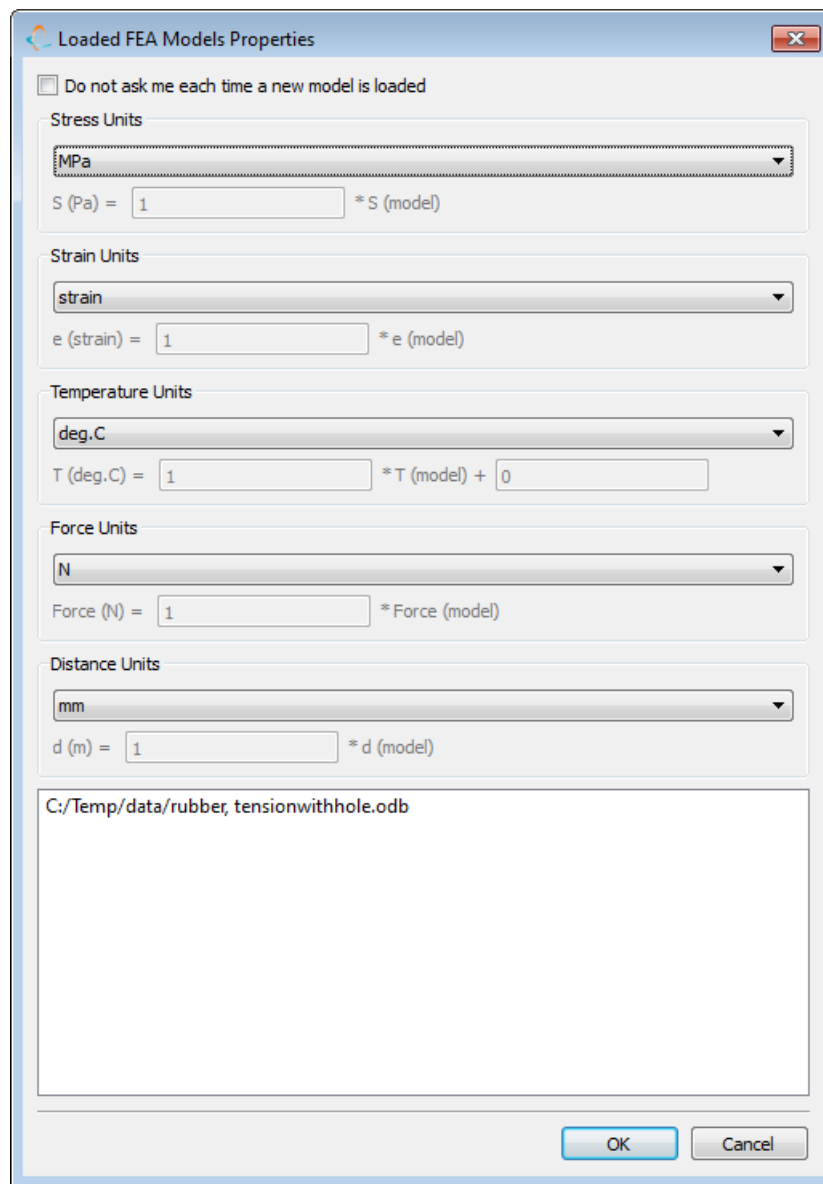 Loaded FEA Models Properties
Do not ask me each time a new model is loaded
Stress Units
MPa
S (Pa) = 1 * S (model)
Strain Units
strain
e (strain) = 1 * e (model)
Temperature Units
deg.C
T (deg.C) = 1 * T (model) + 0
Force Units
N
Force (N) = 1 * Force (model)
Distance Units
mm
d (m) = 1 * d (model)
C:/Temp/data/rubber, tensionwithhole.odb
OK Cancel